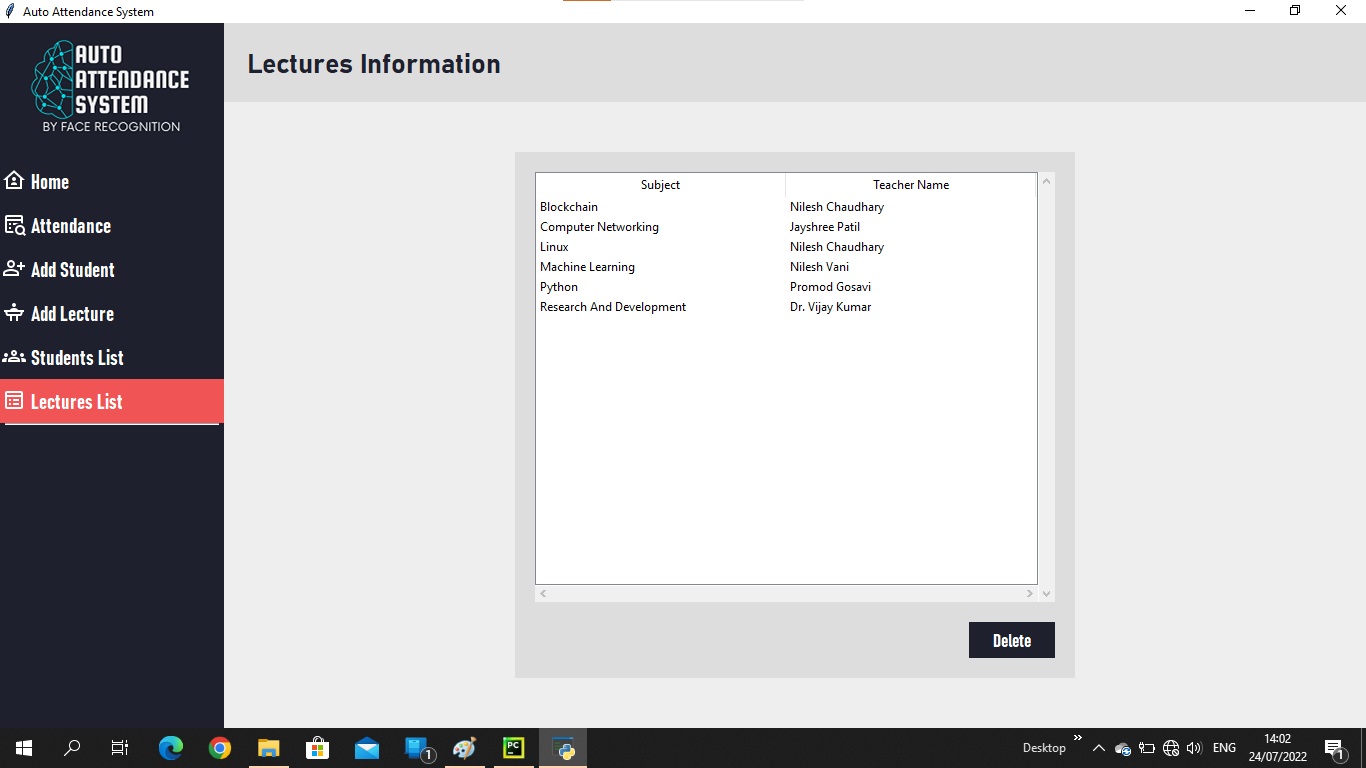 Auto Attendance System
AUTO
ATTENDANCE
SYSTEM
BY FACE RECOGNITION
Home
Attendance
Add Student
Add Lecture
Students List
Lectures List
Lectures Information
Subject Teacher Name
Blockchain Nilesh Chaudhary
Computer Networking Jayshree Patil
Linux Nilesh Chaudhary
Machine Learning Nilesh Vani
Python Promod Gosavi
Research And Development Dr. Vijay Kumar
Delete
1
PC
Desktop
ENG
14:02
24/07/2022
1